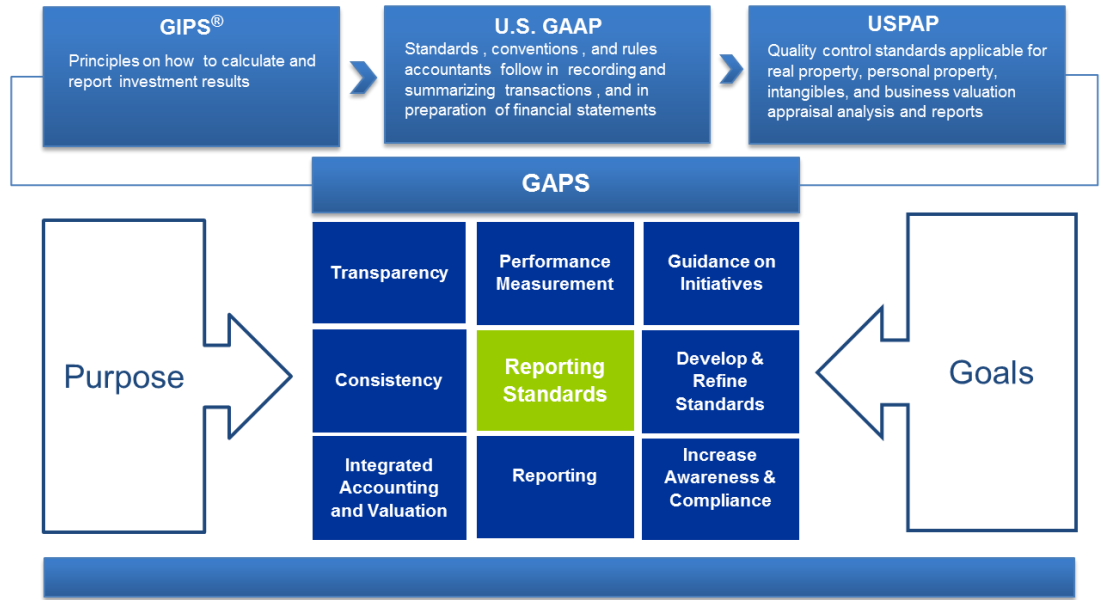 GIPS®
Principles on how to calculate and
report investment results
U.S. GAAP
Standards , conventions , and rules
accountants follow in recording and
summarizing transactions , and in
preparation of financial statements
USPAP
Quality control standards applicable for
real property, personal property,
intangibles, and business valuation
appraisal analysis and reports
GAPS
Purpose
Transparency
Performance
Measurement
Guidance on
Initiatives
Consistency
Reporting
Standards
Develop &
Refine
Standards
Integrated
Accounting
and Valuation
Reporting
Increase
Awareness &
Compliance
Goals